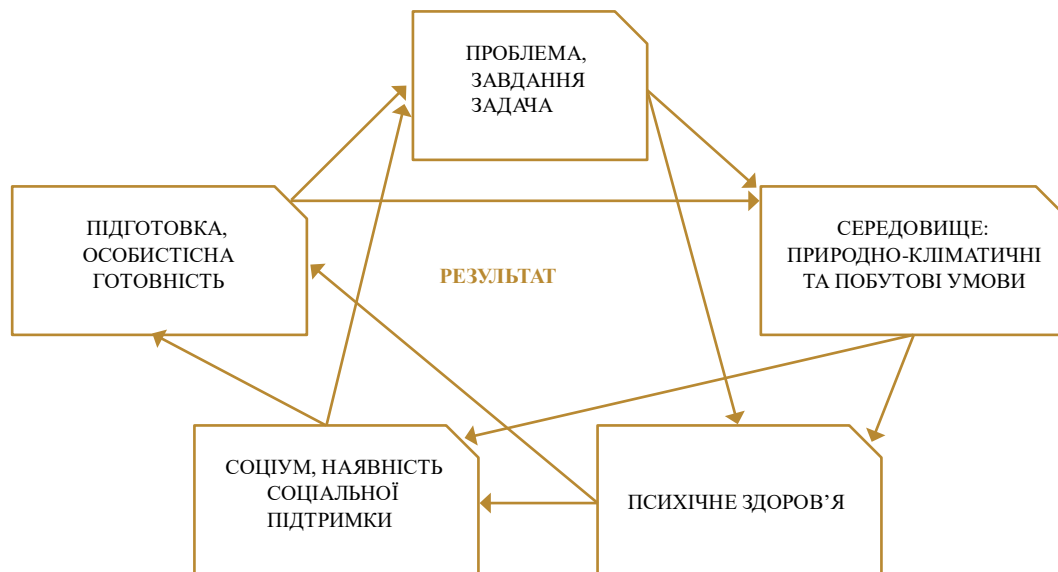 ПРОБЛЕМА,
ЗАВДАННЯ
ЗАДАЧА
ПІДГОТОВКА,
ОСОБИСТІСНА
ГОТОВНІСТЬ
СЕРЕДОВИЩЕ:
ПРИРОДНО-КЛІМАТИЧНІ
ТА ПОБУТОВІ УМОВИ
РЕЗУЛЬТАТ
СОЦІУМ, НАЯВНІСТЬ
СОЦІАЛЬНОЇ
ПІДТРИМКИ
ПСИХІЧНЕ ЗДОРОВ’Я